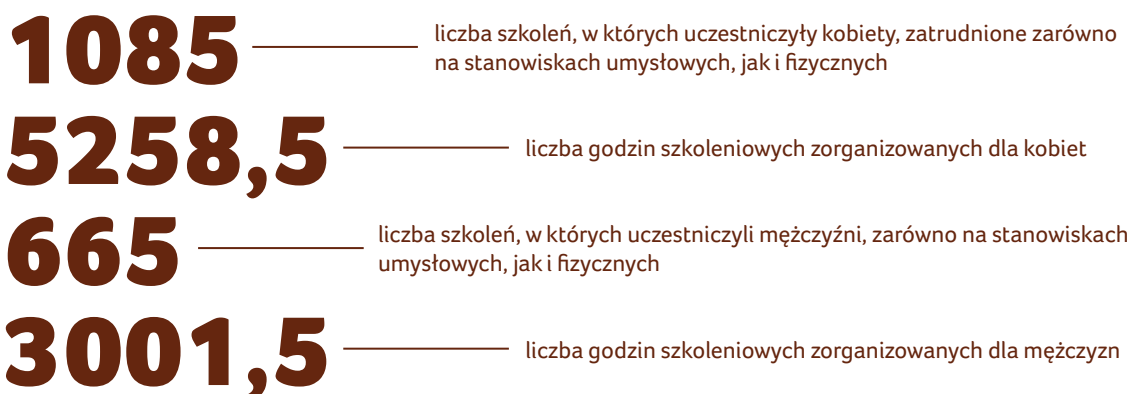 1085
liczba szkoleń, w których uczestniczyły kobiety, zatrudnione zarówno
na stanowiskach umysłowych, jak i fizycznych
5258,5
liczba godzin szkoleniowych zorganizowanych dla kobiet
665
liczba szkoleń, w których uczestniczyli mężczyźni, zarówno na stanowiskach
umysłowych, jak i fizycznych
3001,5
liczba godzin szkoleniowych zorganizowanych dla mężczyzn